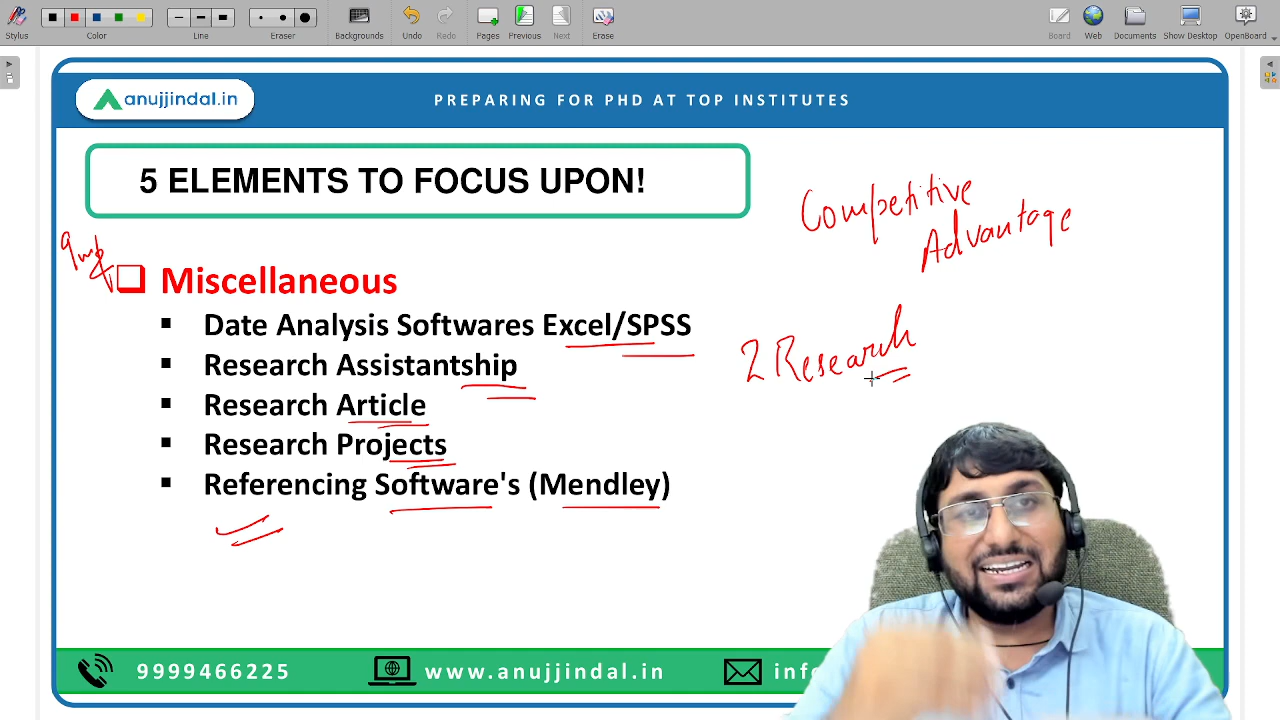 Stylus
Color
Line
Eraser
Backgrounds
Undo
Redo
Pages
Previous
Next
Erase
Board
Web
Documents
Show Desktop
OpenBoard
anujjindal.in
PREPARING FOR PHD AT TOP INSTITUTES
5 ELEMENTS TO FOCUS UPON!
Competitive
Advantage
Miscellaneous
Date Analysis Softwares Excel/SPSS
Research Assistantship
2 Research
Research Article
Research Projects
Referencing Software's (Mendley)
9999466225
www.anujjindal.in